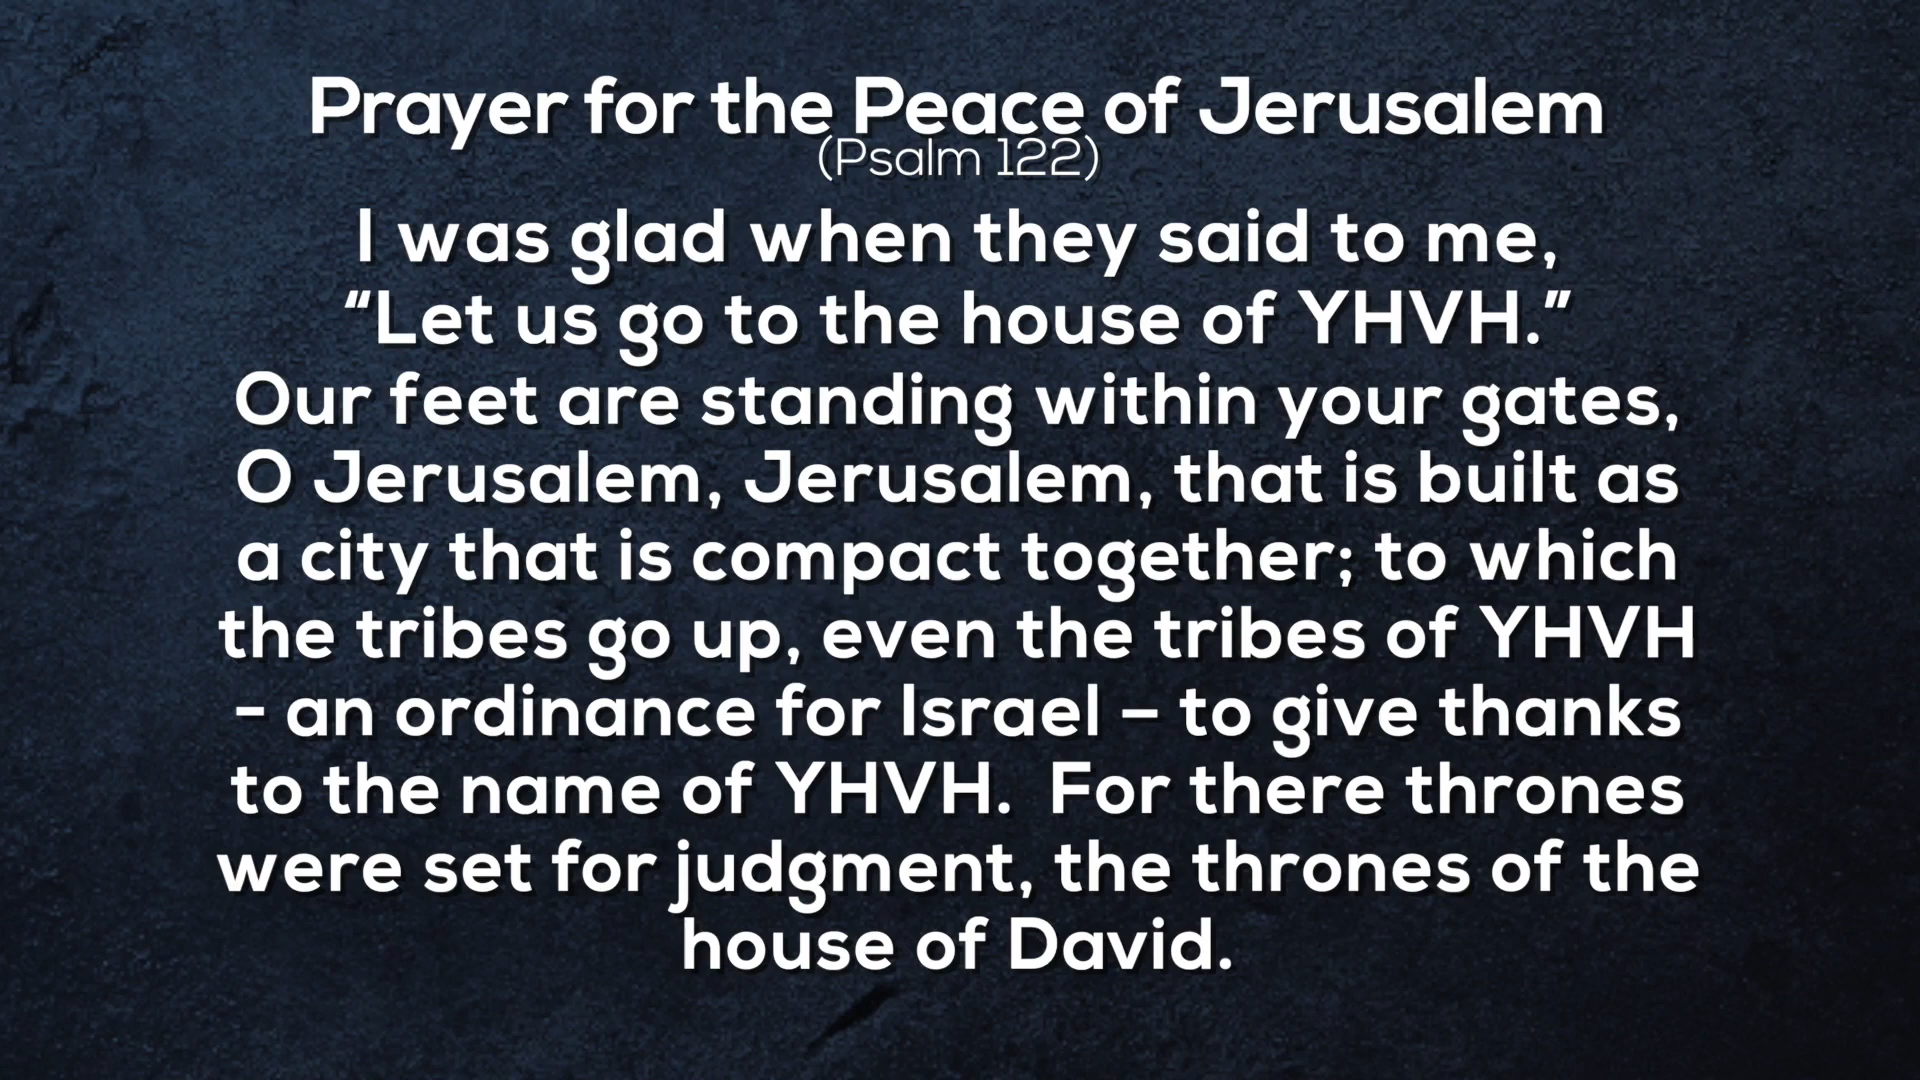 Prayer for the Peace of Jerusalem
(Psalm 122)
I was glad when they said to me,
“Let us go to the house of YHVH.”
Our feet are standing within your gates,
O Jerusalem, Jerusalem, that is built as
a city that is compact together; to which
the tribes go up, even the tribes of YHVH
- an ordinance for Israel – to give thanks
to the name of YHVH.  For there thrones
were set for judgment, the thrones of the
house of David.